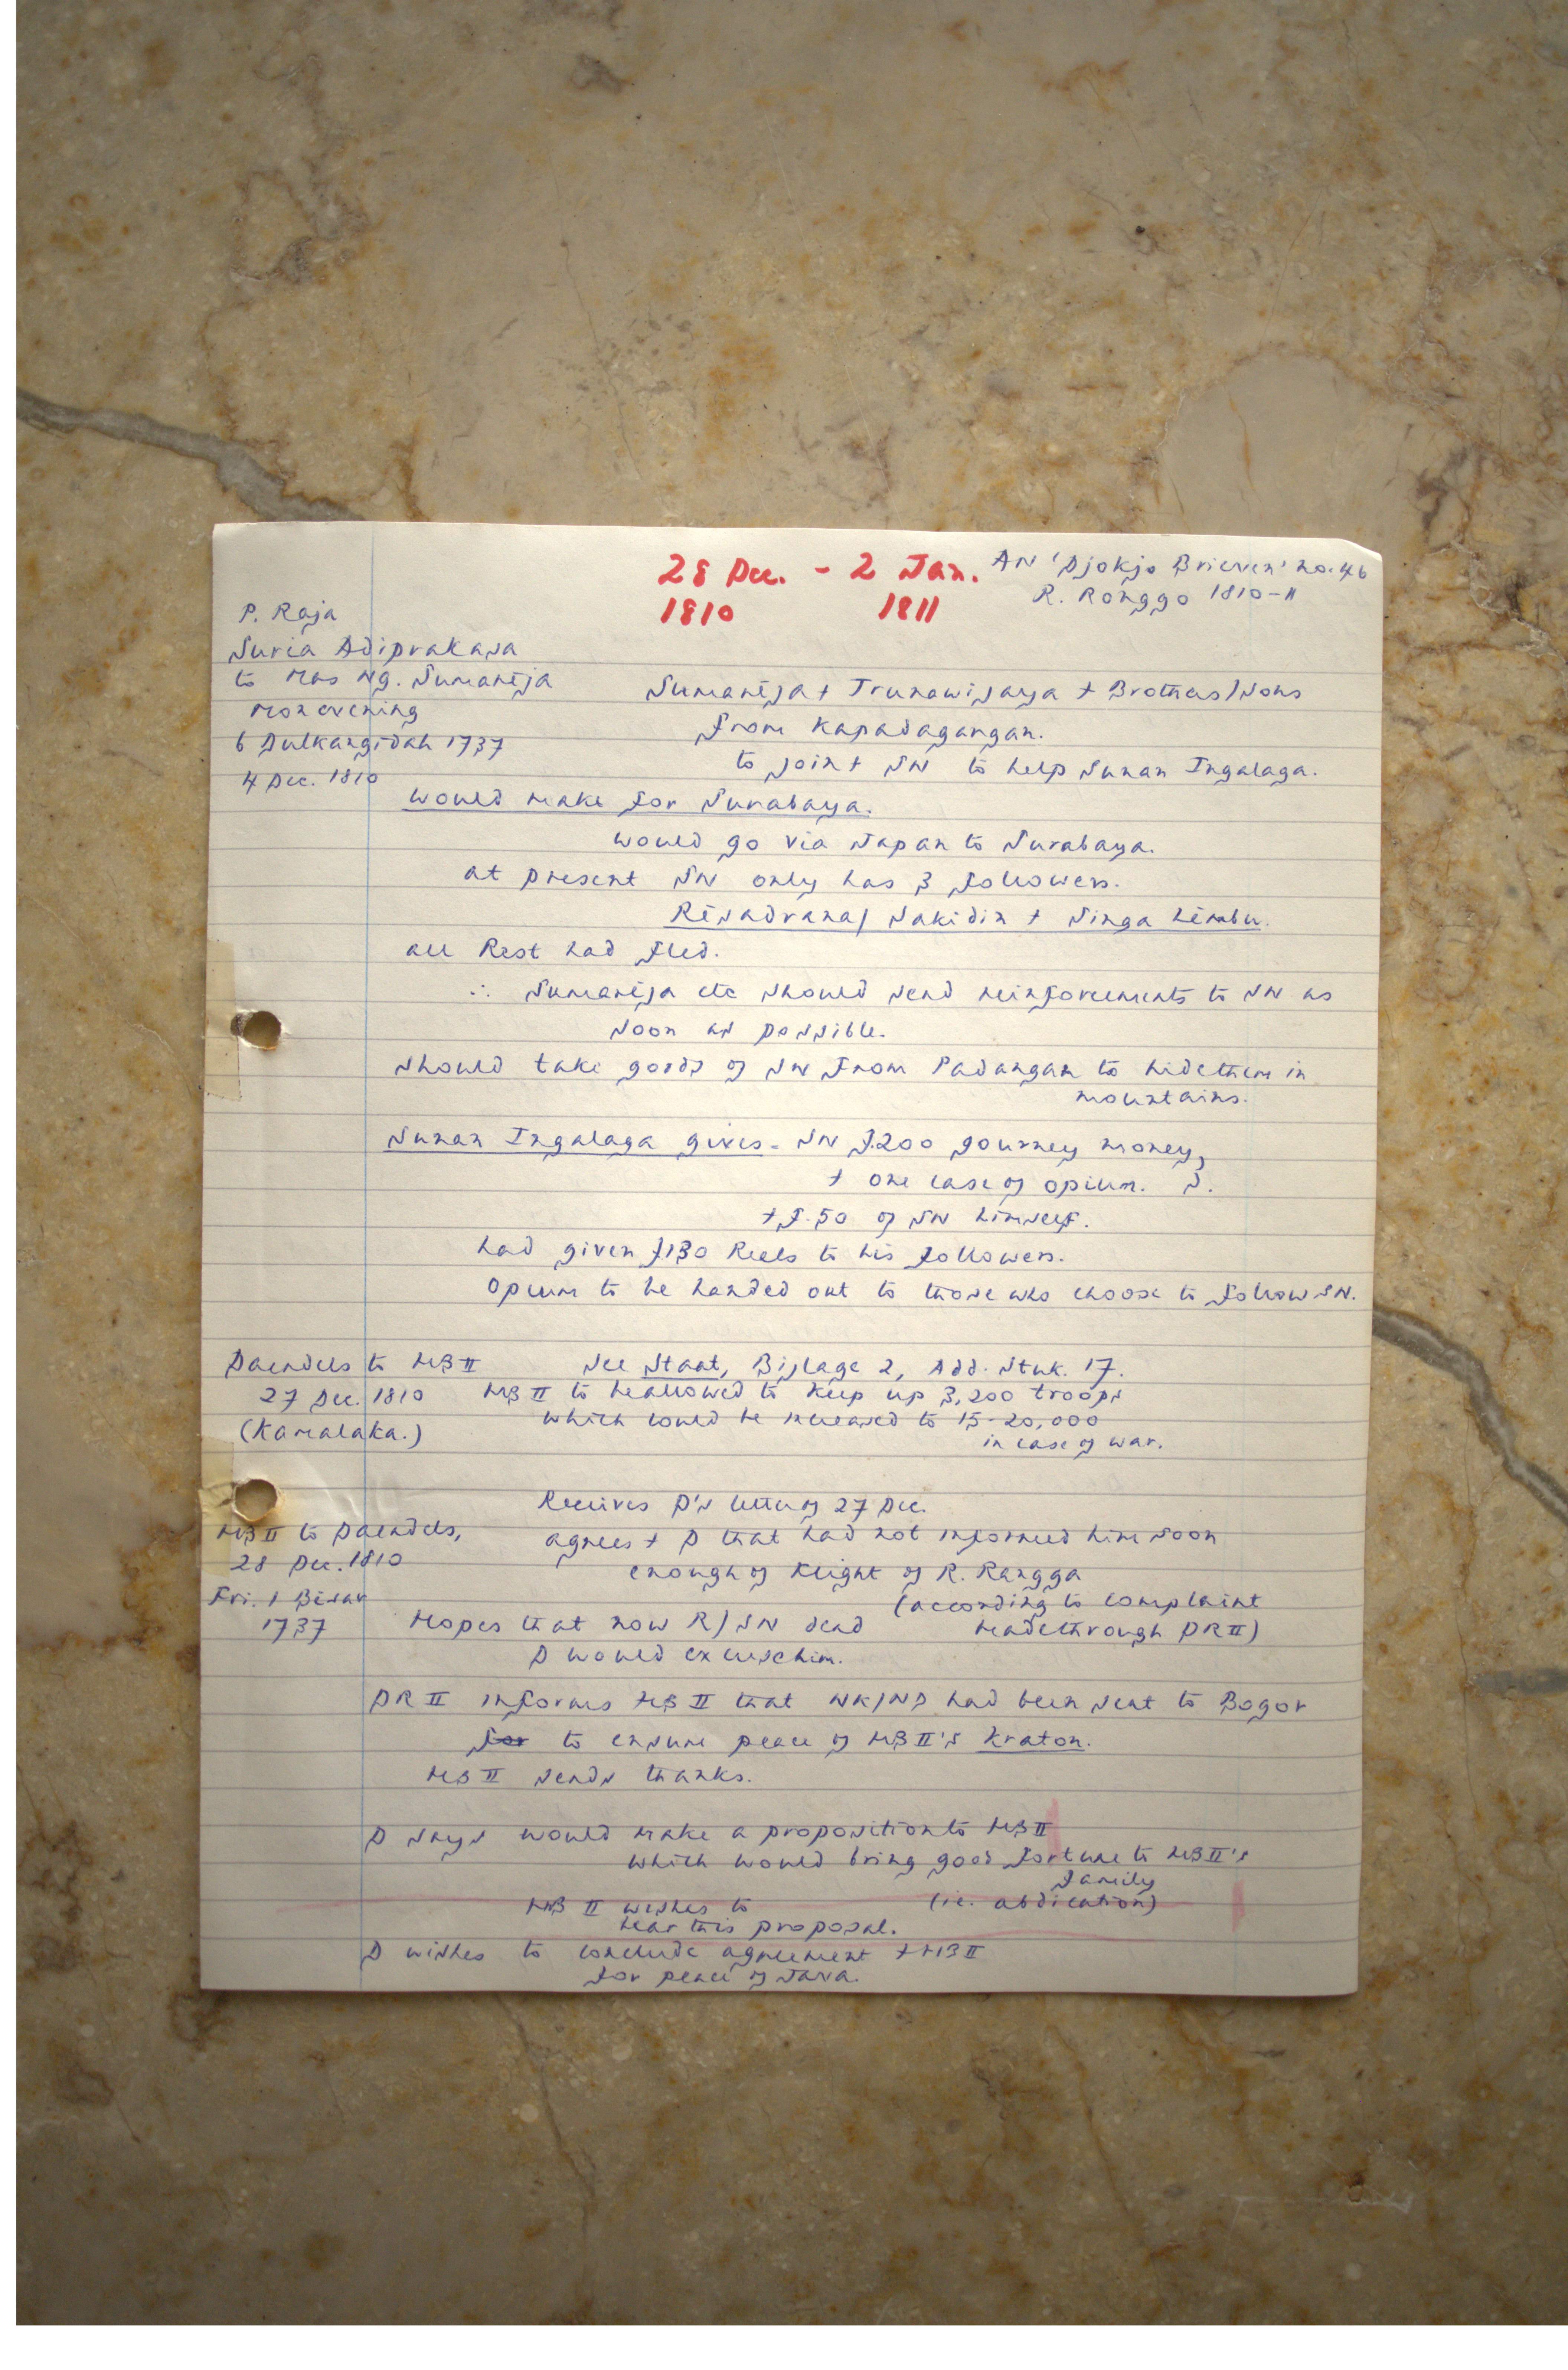 28 Dec. - 2 Jan.
1810 1811
AN 'Djokjo Brieven' no. 46
R. Ronggo 1810-11
P. Raja
Suria Adiprakasa
to Mas Ng. Sumaneja
Mon evening
6 Dulkangidah 1737
4 Dec. 1810
Sumaneja + Trunawijaya + Brothers/sons
from Kapadagangan.
to join + SN to help Sunan Ingalaga.
would make for Surabaya.
would go via Japan to Surabaya.
at present SN only has 3 followers.
Resadrana/ Sakidin + Singa Lembu.
all Rest had fled.
∴ Sumaneja etc should send reinforcements to SN as
soon as possible.
should take goods of SN from Padangan to hide them in
mountains.
Sunan Ingalaga gives - SN f.200 journey money,
+ one case of opium. S.
+ f.50 of SN himself.
had given f130 Reels to his followers.
Opium to be handed out to those who choose to follow SN.
Daendels to HB II
27 Dec. 1810
(Kamalaka.)
See Staat, Bijlage 2, Add. Stuk. 17.
HB II to be allowed to keep up 3,200 troops
which could be increased to 15-20,000
in case of war.
HB II to Daendels,
28 Dec. 1810
Fri. 1 Besar
1737
Receives D's letter of 27 Dec.
agrees + D that had not informed him soon
enough of flight of R. Rangga
(according to complaint
made through DR II)
Hopes that now R/SN dead
D would excuse him.
DR II informs HB II that NK/ND had been sent to Bogor
for to ensure peace of HB II's Kraton.
HB II sends thanks.
D says would make a proposition to HB II
which would bring good fortune to HB II's
family
(ie. abdication)
HB II wishes to
hear this proposal.
D wishes to conclude agreement + HB II
for peace of Java.